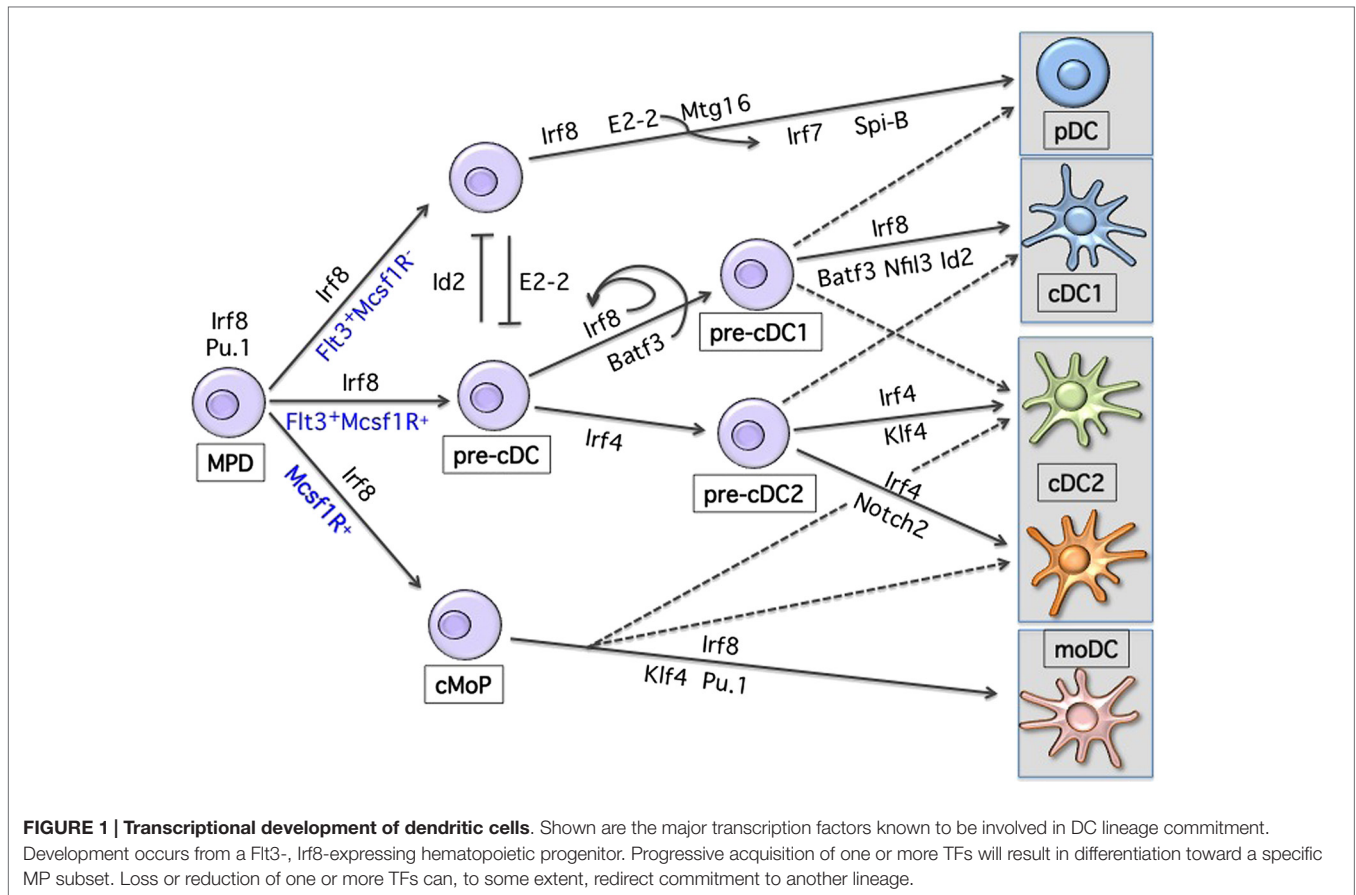 Irf8 E2-2 Mtg16
Irf7 Spi-B
pDC
Irf8
Flt3⁺Mcsf1R⁻
Id2
E2-2
Irf8
Batf3
pre-cDC1
Irf8
Batf3 Nfil3 Id2
cDC1
Irf8
Pu.1
MPD
Irf8
Flt3⁺Mcsf1R⁺
pre-cDC
Irf4
pre-cDC2
Irf4
Klf4
Irf4
Notch2
cDC2
Irf8
Mcsf1R⁺
cMoP
Irf8
Klf4 Pu.1
moDC
FIGURE 1 | Transcriptional development of dendritic cells. Shown are the major transcription factors known to be involved in DC lineage commitment.
Development occurs from a Flt3-, Irf8-expressing hematopoietic progenitor. Progressive acquisition of one or more TFs will result in differentiation toward a specific
MP subset. Loss or reduction of one or more TFs can, to some extent, redirect commitment to another lineage.